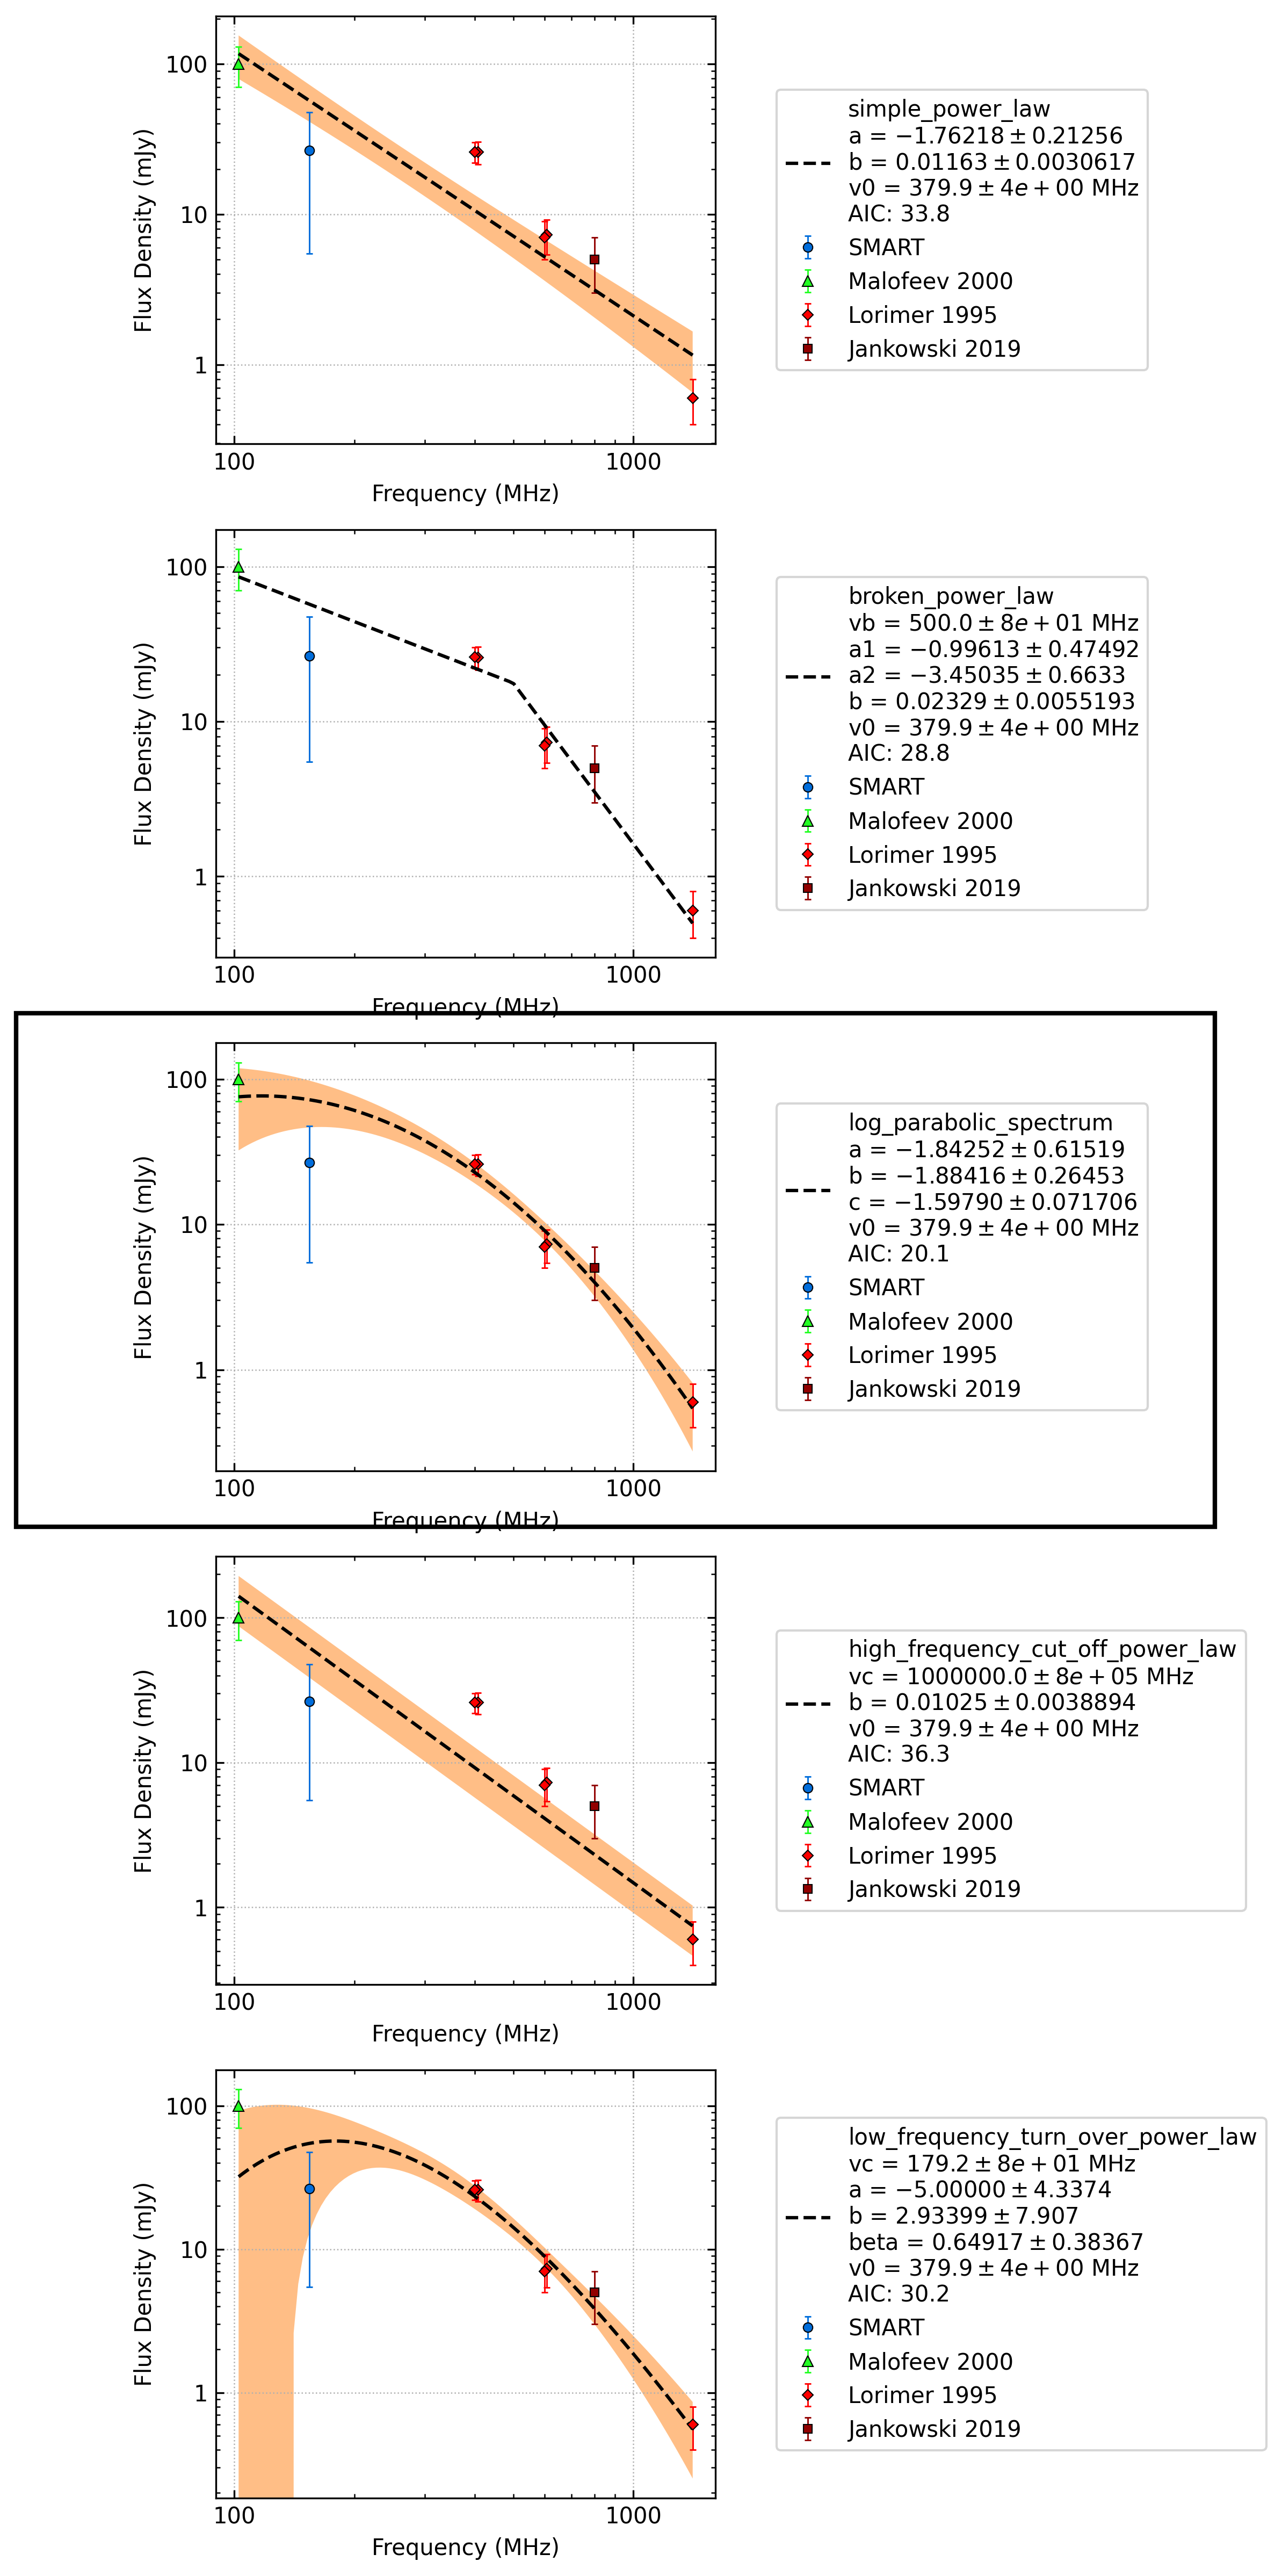 100
10
1
Flux Density (mJy)
100
1000
Frequency (MHz)
simple_power_law
a = −1.76218 ± 0.21256
b = 0.01163 ± 0.0030617
v0 = 379.9 ± 4e + 00 MHz
AIC: 33.8
SMART
Malofeev 2000
Lorimer 1995
Jankowski 2019
100
10
1
Flux Density (mJy)
100
1000
Frequency (MHz)
broken_power_law
vb = 500.0 ± 8e + 01 MHz
a1 = −0.99613 ± 0.47492
a2 = −3.45035 ± 0.6633
b = 0.02329 ± 0.0055193
v0 = 379.9 ± 4e + 00 MHz
AIC: 28.8
SMART
Malofeev 2000
Lorimer 1995
Jankowski 2019
100
10
1
Flux Density (mJy)
100
1000
Frequency (MHz)
log_parabolic_spectrum
a = −1.84252 ± 0.61519
b = −1.88416 ± 0.26453
c = −1.59790 ± 0.071706
v0 = 379.9 ± 4e + 00 MHz
AIC: 20.1
SMART
Malofeev 2000
Lorimer 1995
Jankowski 2019
100
10
1
Flux Density (mJy)
100
1000
Frequency (MHz)
high_frequency_cut_off_power_law
vc = 1000000.0 ± 8e + 05 MHz
b = 0.01025 ± 0.0038894
v0 = 379.9 ± 4e + 00 MHz
AIC: 36.3
SMART
Malofeev 2000
Lorimer 1995
Jankowski 2019
100
10
1
Flux Density (mJy)
100
1000
Frequency (MHz)
low_frequency_turn_over_power_law
vc = 179.2 ± 8e + 01 MHz
a = −5.00000 ± 4.3374
b = 2.93399 ± 7.907
beta = 0.64917 ± 0.38367
v0 = 379.9 ± 4e + 00 MHz
AIC: 30.2
SMART
Malofeev 2000
Lorimer 1995
Jankowski 2019